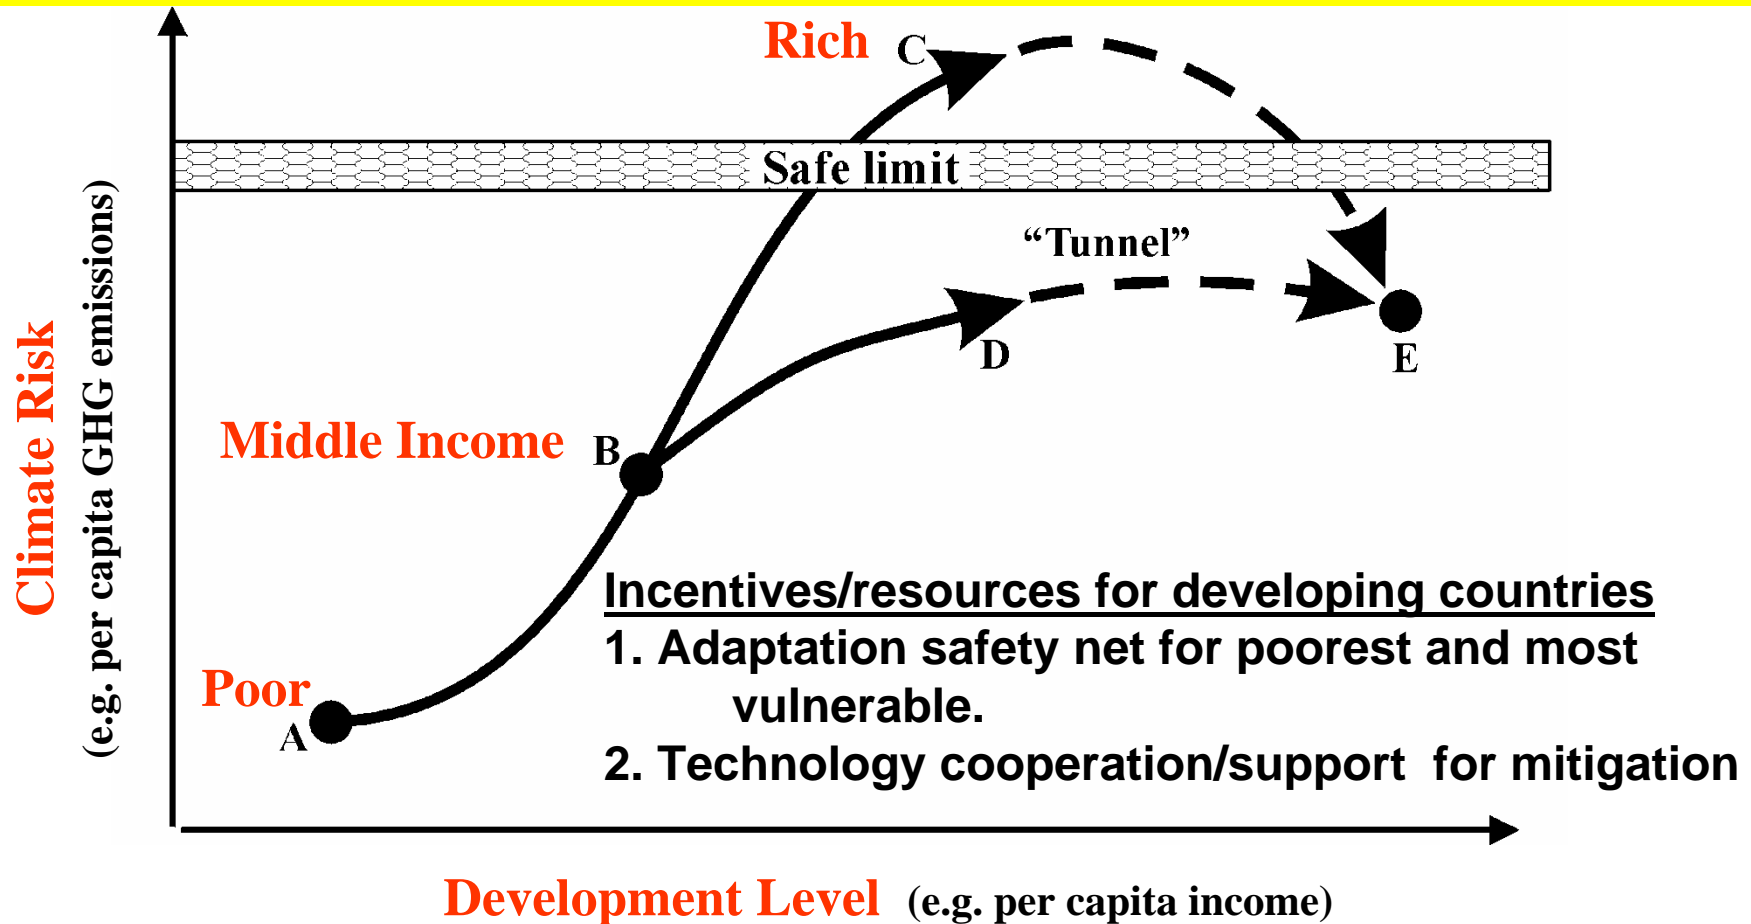 Rich C
Safe limit
“Tunnel”
D
E
Middle Income B
Poor
A
Climate Risk
(e.g. per capita GHG emissions)
Incentives/resources for developing countries
1. Adaptation safety net for poorest and most
vulnerable.
2. Technology cooperation/support for mitigation
Development Level (e.g. per capita income)